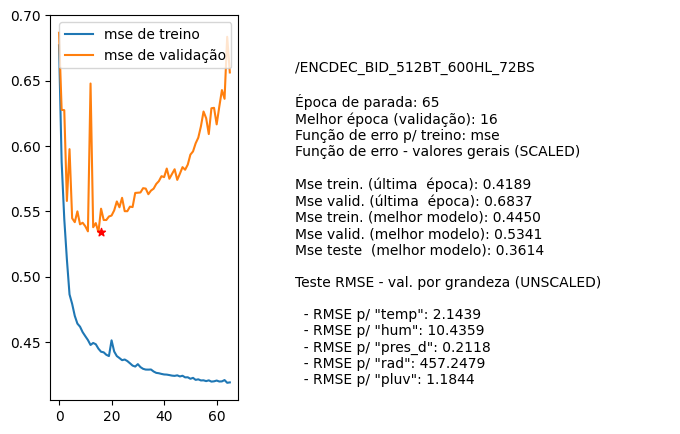 0.70
0.65
0.60
0.55
0.50
0.45
0
20
40
60
mse de treino
mse de validação
/ENCDEC_BID_512BT_600HL_72BS
Época de parada: 65
Melhor época (validação): 16
Função de erro p/ treino: mse
Função de erro - valores gerais (SCALED)
Mse trein. (última  época): 0.4189
Mse valid. (última  época): 0.6837
Mse trein. (melhor modelo): 0.4450
Mse valid. (melhor modelo): 0.5341
Mse teste  (melhor modelo): 0.3614
Teste RMSE - val. por grandeza (UNSCALED)
- RMSE p/ "temp": 2.1439
- RMSE p/ "hum": 10.4359
- RMSE p/ "pres_d": 0.2118
- RMSE p/ "rad": 457.2479
- RMSE p/ "pluv": 1.1844